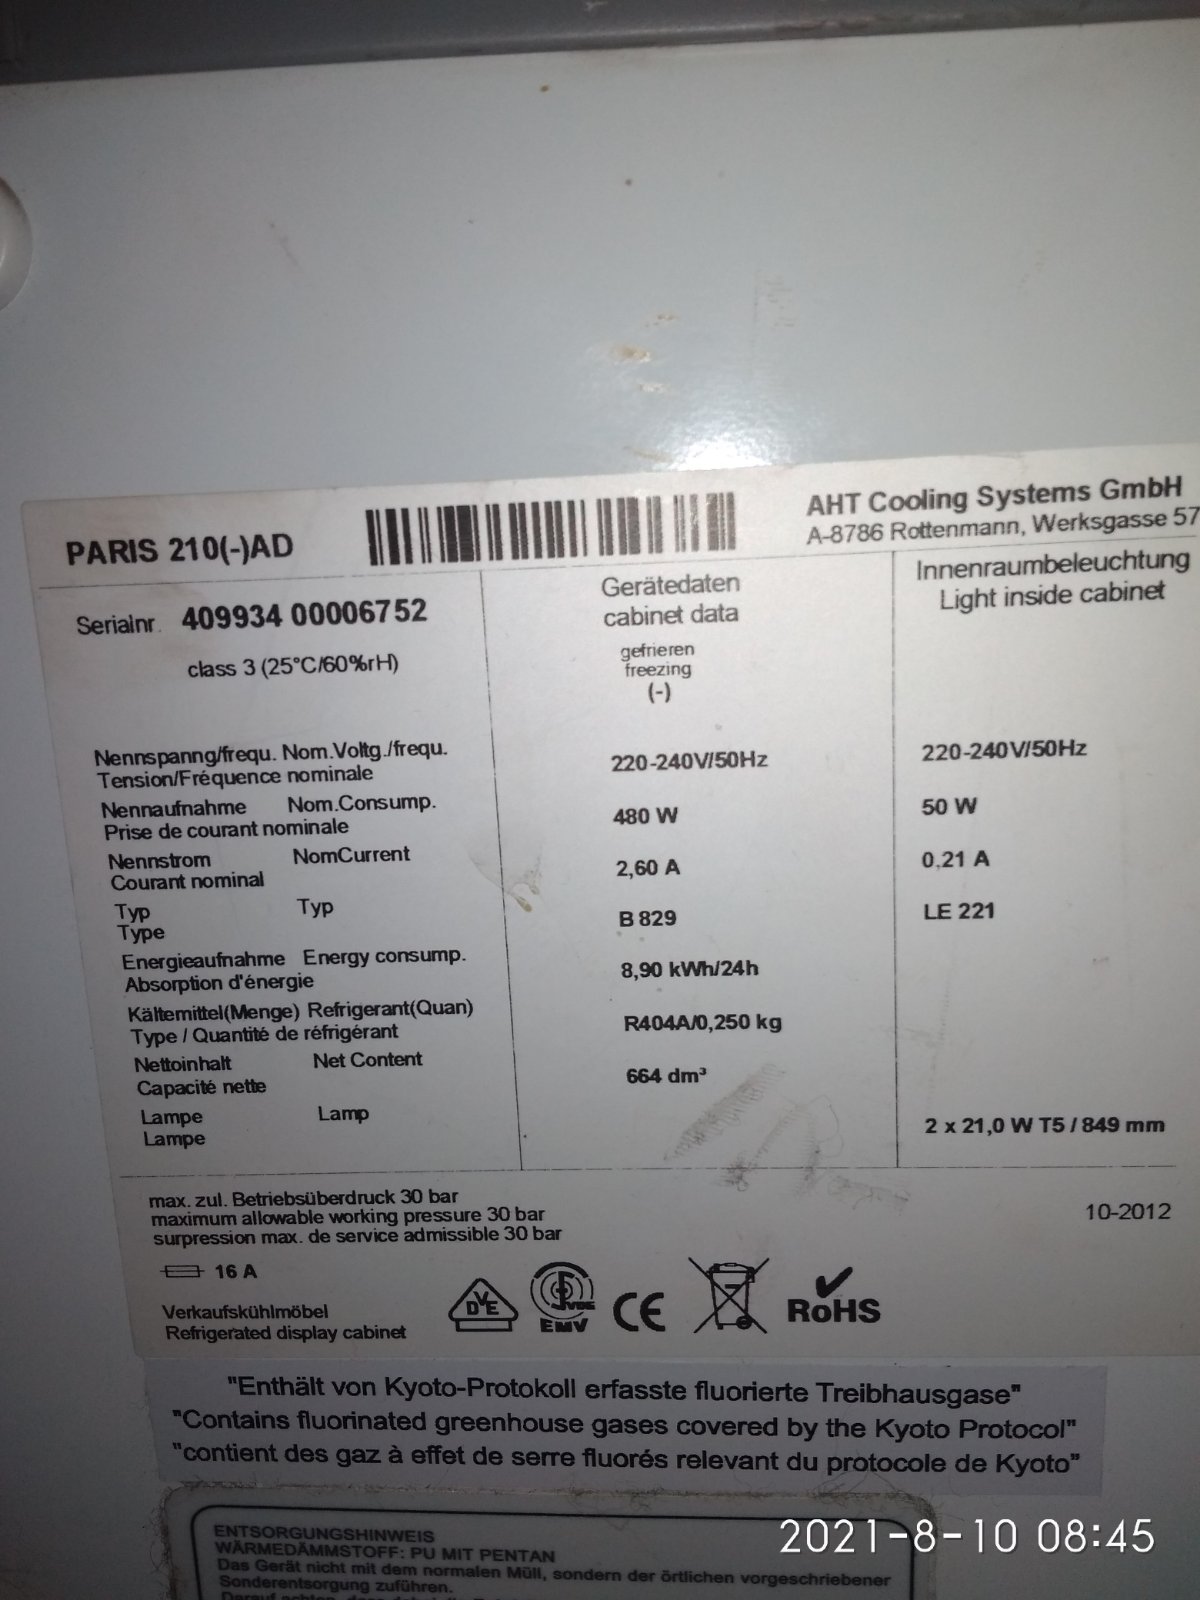 PARIS 210(-)AD
AHT Cooling Systems GmbH
A-8786 Rottenmann, Werksgasse 57
Serialnr. 409934 00006752
class 3 (25°C/60%rH)
Gerätedaten
cabinet data
gefrieren
freezing
(-)
Innenraumbeleuchtung
Light inside cabinet
Nennspanng/frequ. Nom.Voltg./frequ.
Tension/Fréquence nominale
220-240V/50Hz
220-240V/50Hz
Nennaufnahme Nom.Consump.
Prise de courant nominale
480 W
50 W
Nennstrom NomCurrent
Courant nominal
2,60 A
0.21 A
Typ Typ
Type
B 829
LE 221
Energieaufnahme Energy consump.
Absorption d'énergie
8,90 kWh/24h
Kältemittel(Menge) Refrigerant(Quan)
Type / Quantité de réfrigérant
R404A/0,250 kg
Nettoinhalt Net Content
Capacité nette
664 dm³
Lampe Lamp
Lampe
2 x 21,0 W T5 / 849 mm
max. zul. Betriebsüberdruck 30 bar
maximum allowable working pressure 30 bar
surpression max. de service admissible 30 bar
10-2012
16 A
Verkaufskühlmöbel
Refrigerated display cabinet
DVE
VDE
EMV
CE
RoHS
"Enthält von Kyoto-Protokoll erfasste fluorierte Treibhausgase"
"Contains fluorinated greenhouse gases covered by the Kyoto Protocol"
"contient des gaz à effet de serre fluorés relevant du protocole de Kyoto"
ENTSORGUNGSHINWEIS
WÄRMEDÄMMSTOFF: PU MIT PENTAN
Das Gerät nicht mit dem normalen Müll, sondern der örtlichen vorgeschriebener
Sonderentsorgung zuführen.
2021-8-10 08:45